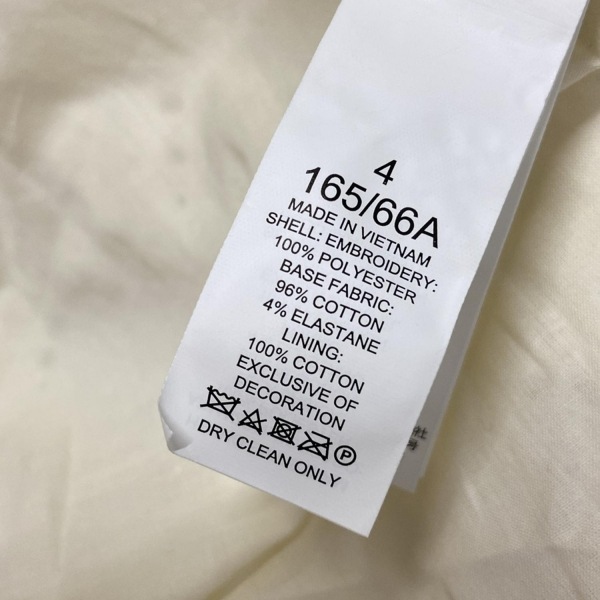 4
165/66A
MADE IN VIETNAM
SHELL: EMBROIDERY:
100% POLYESTER
BASE FABRIC:
96% COTTON
4% ELASTANE
LINING:
100% COTTON
EXCLUSIVE OF
DECORATION
P
DRY CLEAN ONLY